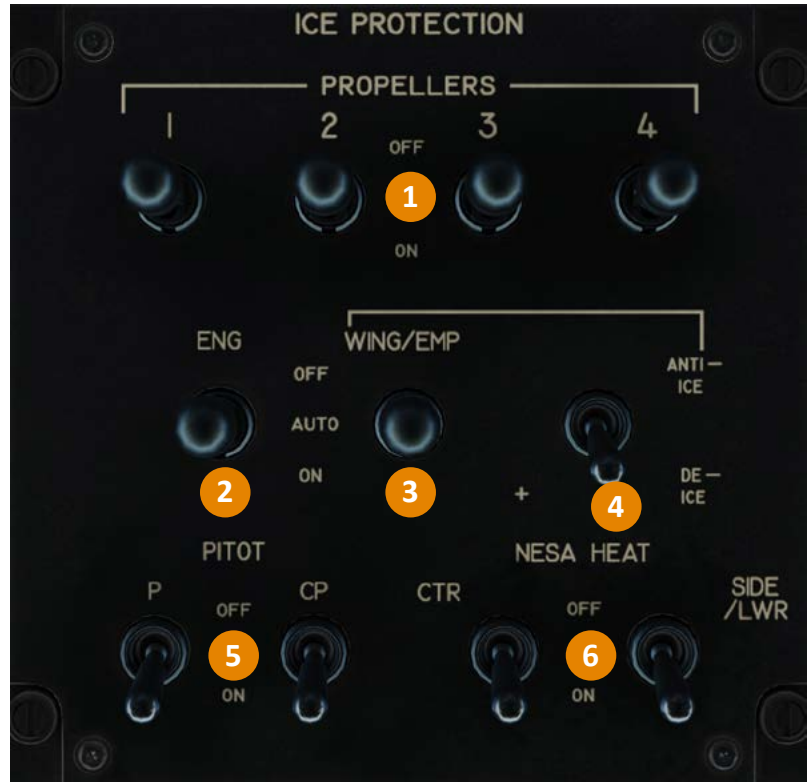 ICE PROTECTION
PROPELLERS
1 2 3 4
OFF
1
ON
ENG WING/EMP
OFF
ANTI-
ICE
AUTO
ON
DE-
ICE
2 3 + 4
PITOT NESA HEAT
P OFF CP CTR OFF SIDE
/LWR
5 6
ON ON